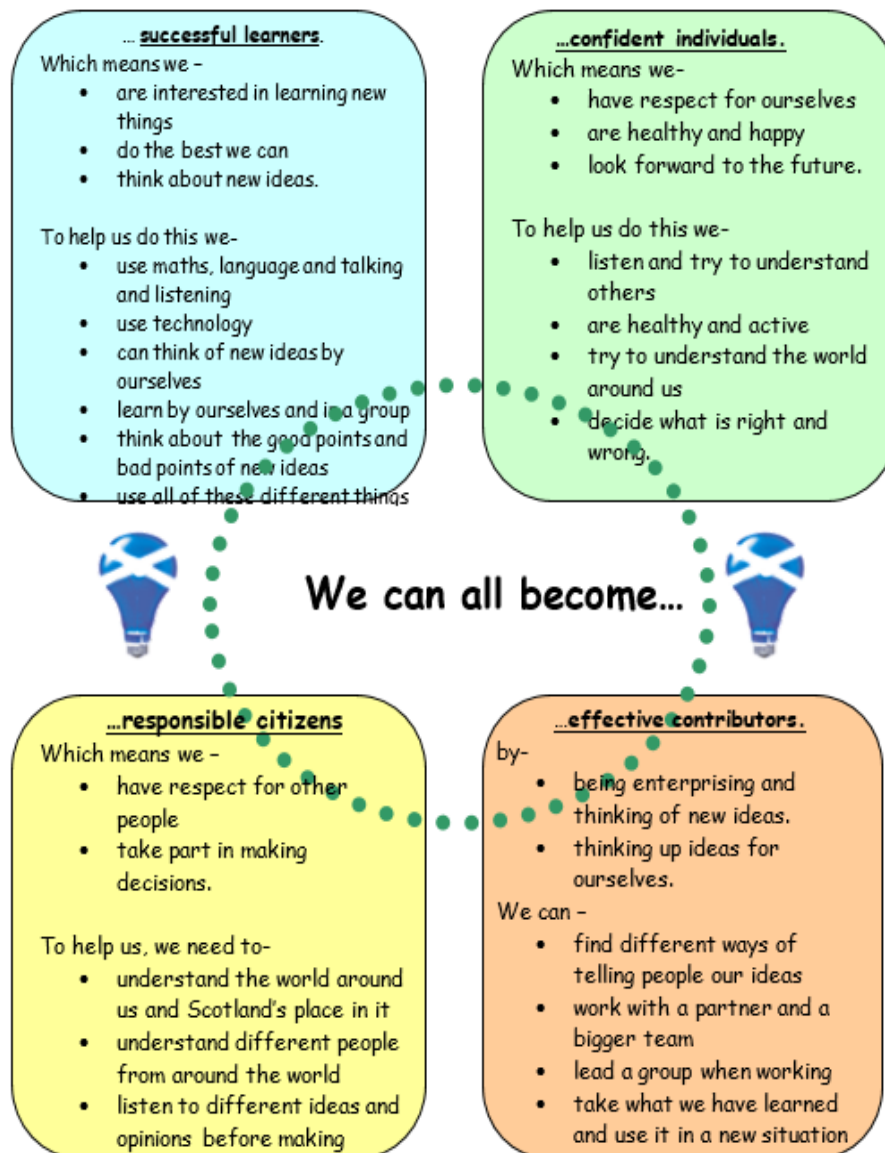 ... successful learners.
Which means we –
• are interested in learning new
things
• do the best we can
• think about new ideas.
To help us do this we-
• use maths, language and talking
and listening
• use technology
• can think of new ideas by
ourselves
• learn by ourselves and in a group
• think about the good points and
bad points of new ideas
• use all of these different things
...confident individuals.
Which means we-
• have respect for ourselves
• are healthy and happy
• look forward to the future.
To help us do this we-
• listen and try to understand
others
• are healthy and active
• try to understand the world
around us
• decide what is right and
wrong.
We can all become...
...responsible citizens
Which means we –
• have respect for other
people
• take part in making
decisions.
To help us, we need to-
• understand the world around
us and Scotland's place in it
• understand different people
from around the world
• listen to different ideas and
opinions before making
...effective contributors.
by-
• being enterprising and
thinking of new ideas.
• thinking up ideas for
ourselves.
We can –
• find different ways of
telling people our ideas
• work with a partner and a
bigger team
• lead a group when working
• take what we have learned
and use it in a new situation